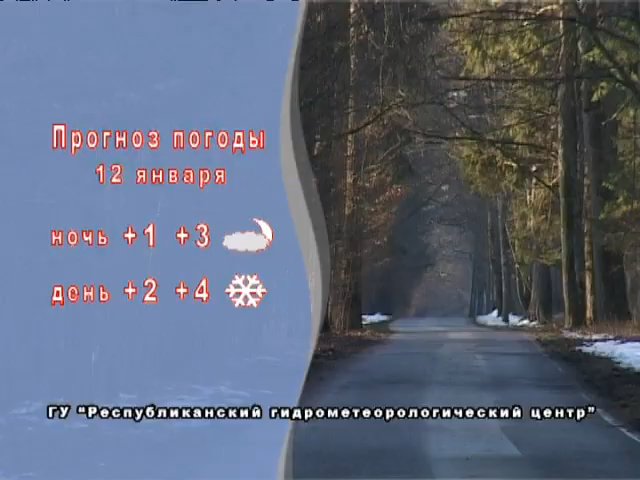 Прогноз погоды
12 января
ночь +1 +3
день +2 +4
ГУ “Республиканский гидрометеорологический центр”